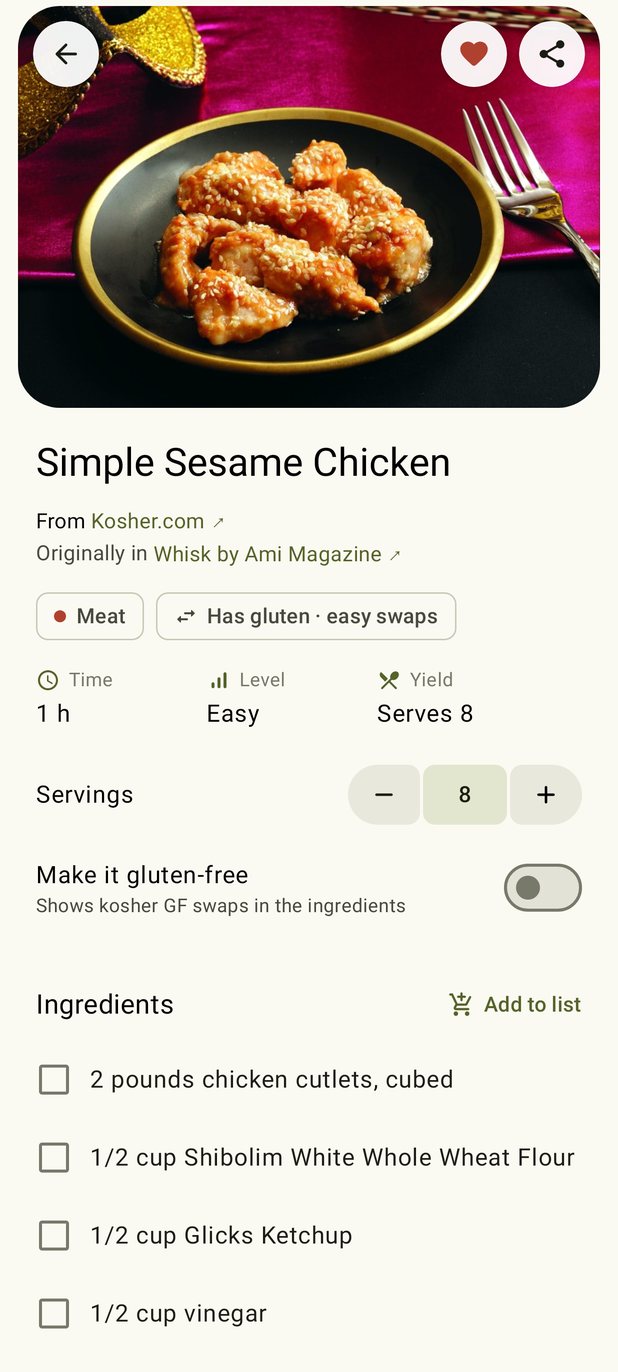 Simple Sesame Chicken
From Kosher.com ↗
Originally in Whisk by Ami Magazine ↗
Meat
Has gluten · easy swaps
Time
Level
Yield
1 h
Easy
Serves 8
Servings
− 8 +
Make it gluten-free
Shows kosher GF swaps in the ingredients
Ingredients
Add to list
2 pounds chicken cutlets, cubed
1/2 cup Shibolim White Whole Wheat Flour
1/2 cup Glicks Ketchup
1/2 cup vinegar